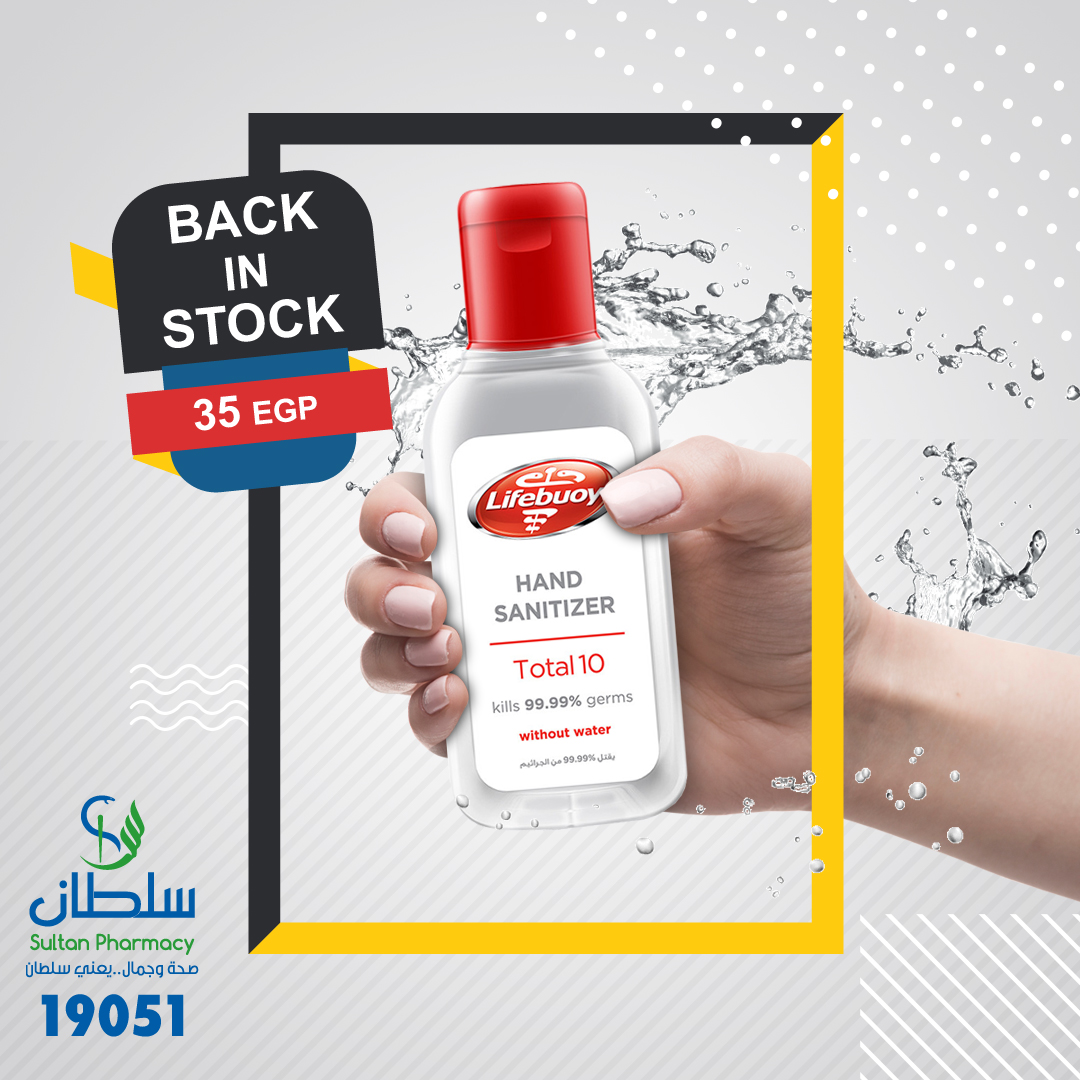 BACK
IN
STOCK
35 EGP
Lifebuoy
HAND
SANITIZER
Total 10
kills 99.99% germs
without water
يقتل 99.99% من الجراثيم
سلطان
Sultan Pharmacy
صحة وجمال..يعني سلطان
19051